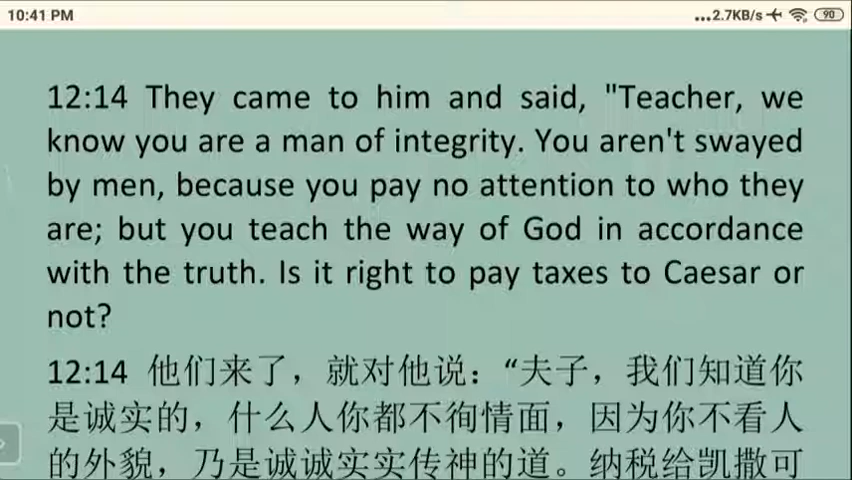 10:41 PM
...2.7KB/s 90
12:14 They came to him and said, "Teacher, we
know you are a man of integrity. You aren't swayed
by men, because you pay no attention to who they
are; but you teach the way of God in accordance
with the truth. Is it right to pay taxes to Caesar or
not?
12:14 他们来了，就对他说：“夫子，我们知道你
是诚实的，什么人你都不徇情面，因为你不看人
的外貌，乃是诚诚实实传神的道。纳税给凯撒可